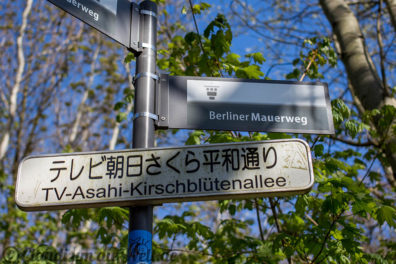 Berliner Mauerweg
テレビ朝日さくら平和通り
TV-Asahi-Kirschblütenallee